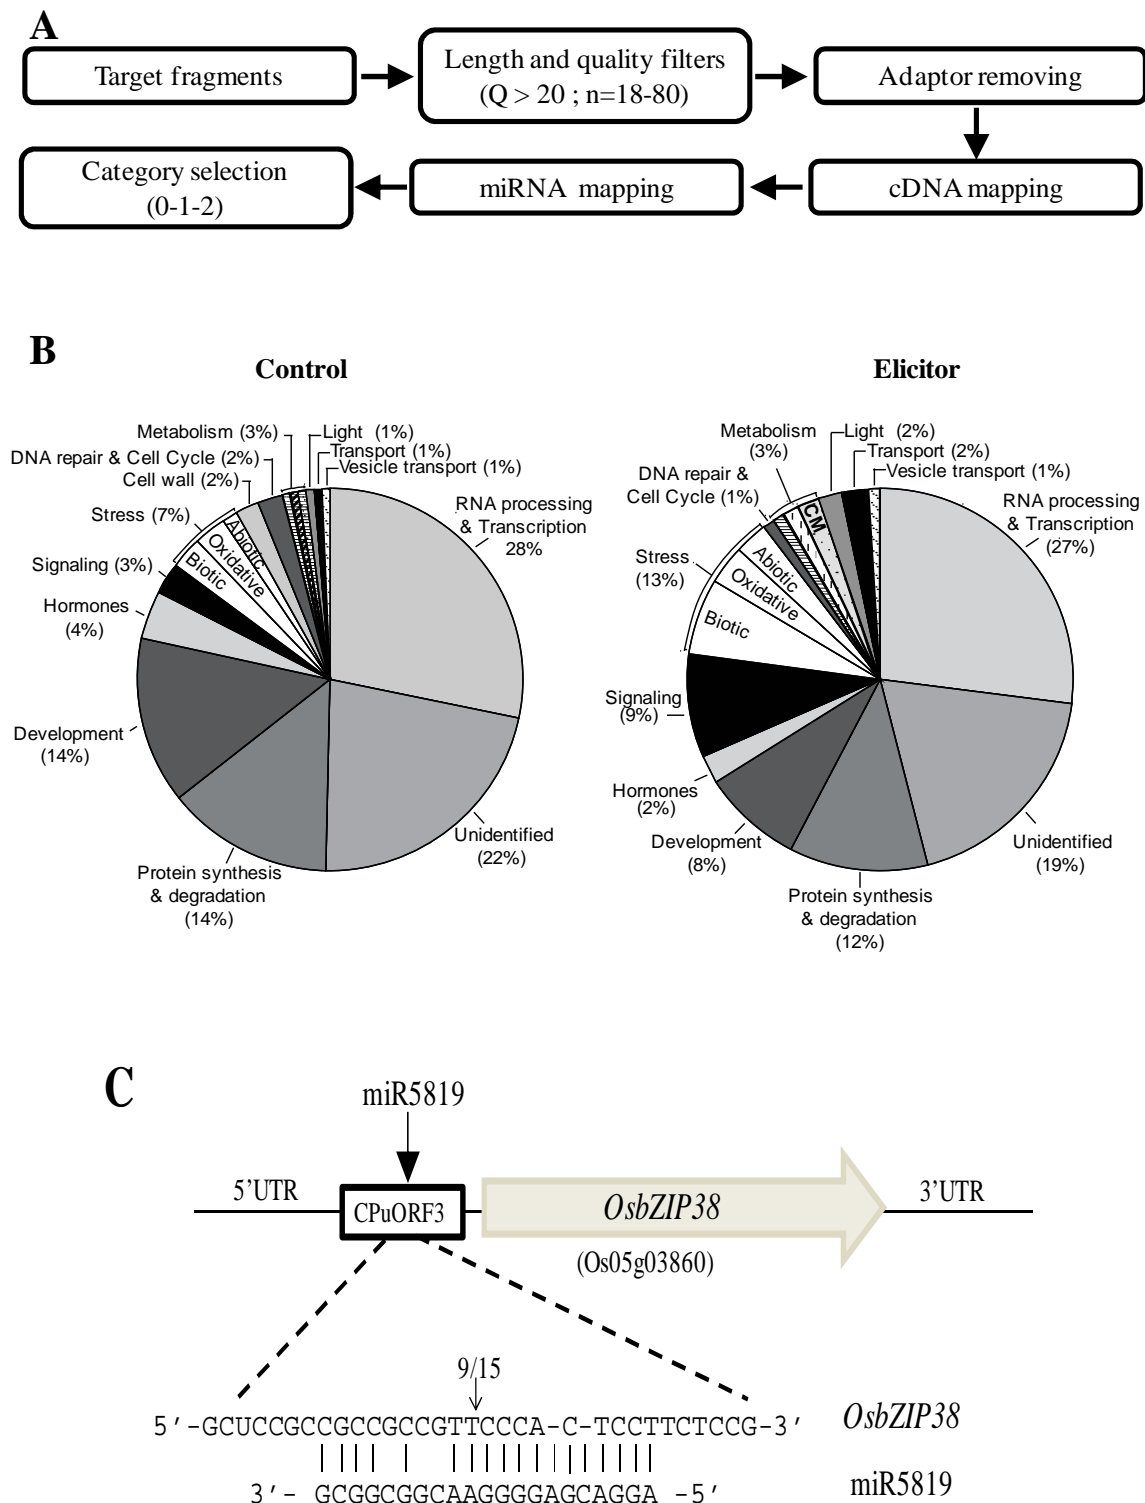 A
Target fragments
Length and quality filters
(Q > 20 ; n=18-80)
Adaptor removing
Category selection
(0-1-2)
miRNA mapping
cDNA mapping
B
Control
Metabolism (3%)
Light (1%)
DNA repair & Cell Cycle (2%)
Transport (1%)
Cell wall (2%)
Vesicle transport (1%)
Stress (7%)
RNA processing
& Transcription
28%
Abiotic
Oxidative
Biotic
Signaling (3%)
Hormones
(4%)
Development
(14%)
Protein synthesis
& degradation
(14%)
Unidentified
(22%)
Elicitor
Metabolism
(3%)
Light (2%)
Transport (2%)
DNA repair &
Cell Cycle (1%)
Vesicle transport (1%)
CM
RNA processing
& Transcription
(27%)
Stress
(13%)
Abiotic
Oxidative
Biotic
Signaling
(9%)
Hormones
(2%)
Development
(8%)
Protein synthesis
& degradation
(12%)
Unidentified
(19%)
C
miR5819
5'UTR
CPuORF3
OsbZIP38
3'UTR
(Os05g03860)
9/15
5'-GCUCCGCCGCCGCCGTTCCCA-C-TCCTTCTCCG-3' OsbZIP38
3'- GCGGCGGCAAGGGGAGCAGGA -5' miR5819